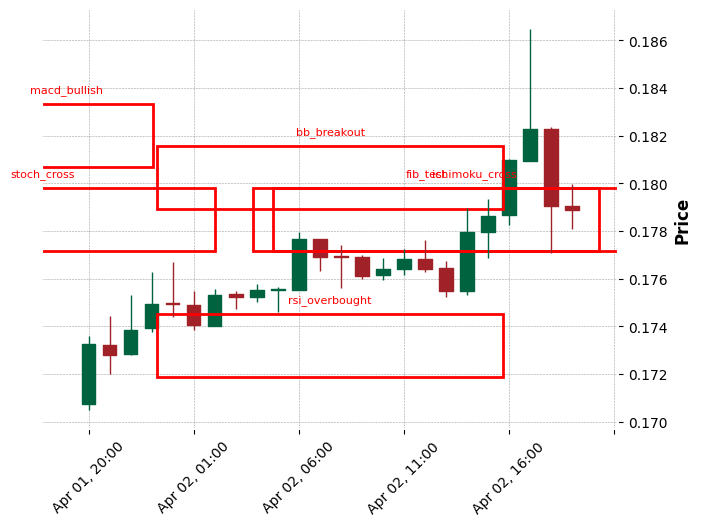 macd_bullish
bb_breakout
stoch_cross
fib_test
ichimoku_cross
rsi_overbought
0.186
0.184
0.182
0.180
0.178
0.176
0.174
0.172
0.170
Price
Apr 01, 20:00
Apr 02, 01:00
Apr 02, 06:00
Apr 02, 11:00
Apr 02, 16:00